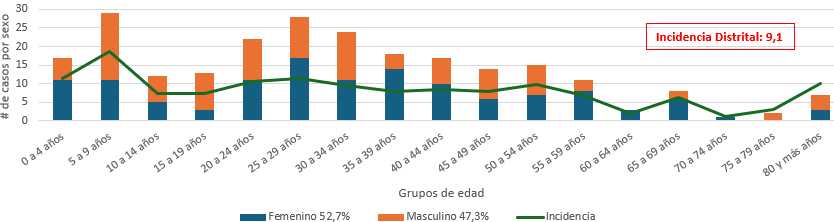 30
25
20
15
10
5
0
# de casos por sexo
Incidencia Distrital: 9,1
0 a 4 años
5 a 9 años
10 a 14 años
15 a 19 años
20 a 24 años
25 a 29 años
30 a 34 años
35 a 39 años
40 a 44 años
45 a 49 años
50 a 54 años
55 a 59 años
60 a 64 años
65 a 69 años
70 a 74 años
75 a 79 años
80 y más años
Grupos de edad
Femenino 52,7%
Masculino 47,3%
Incidencia